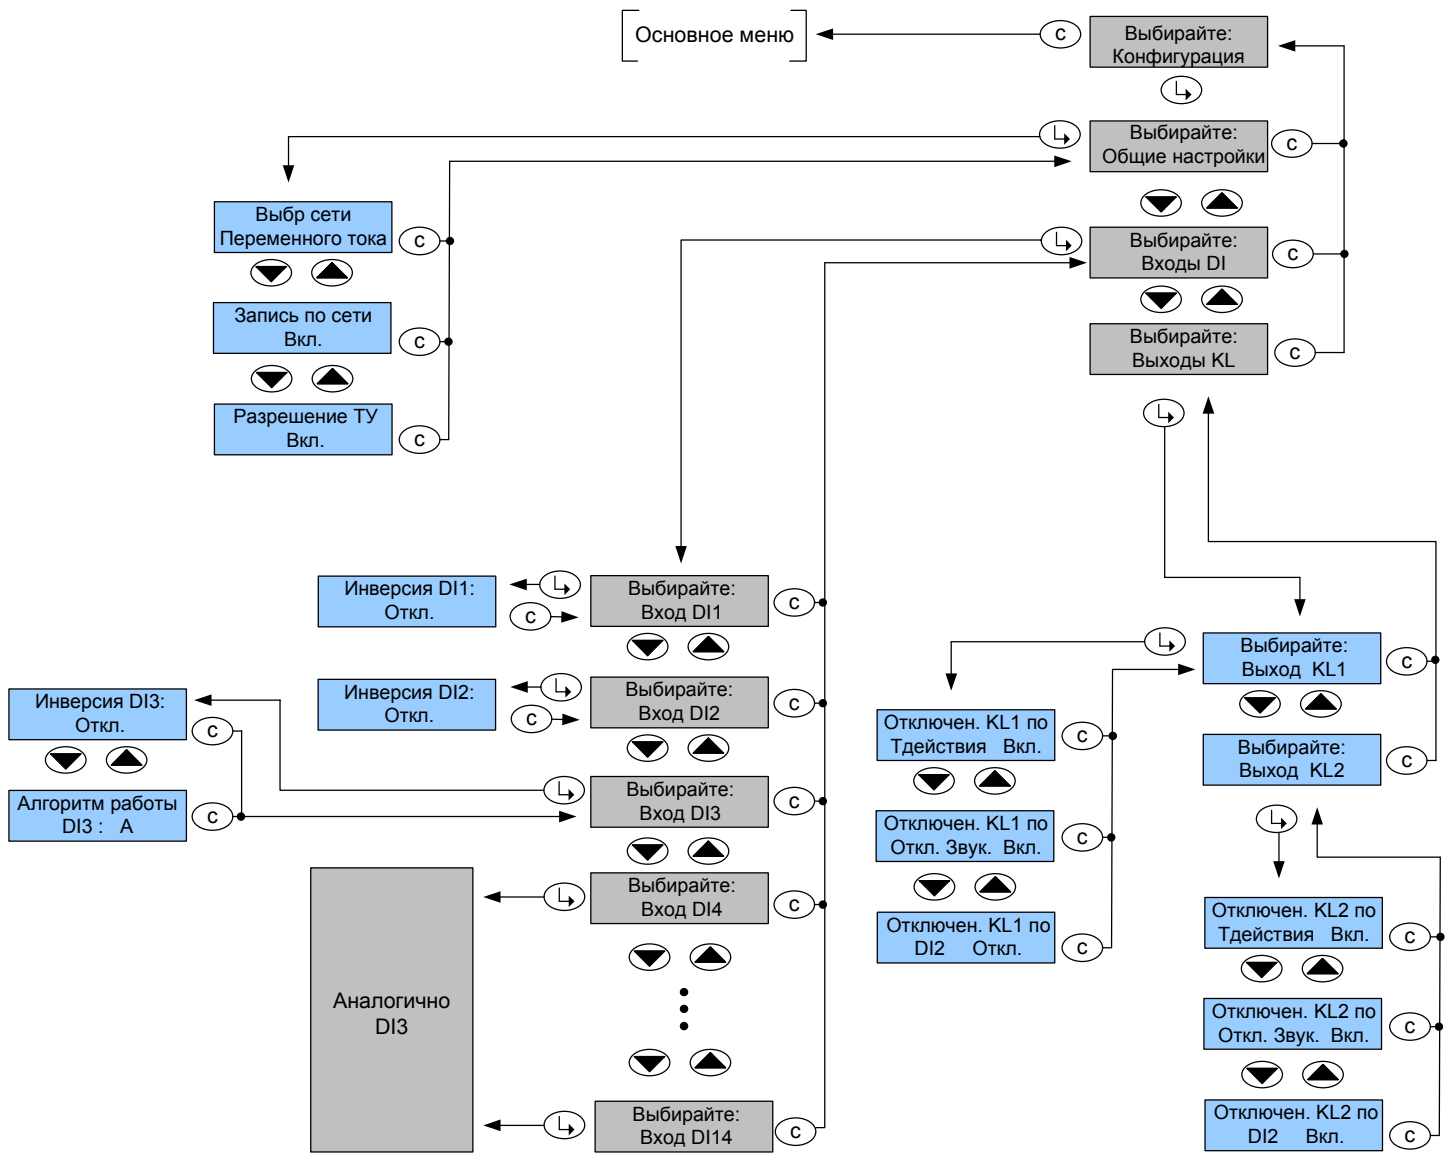 Основное меню
C
Выбирайте:
Конфигурация
Выбирайте:
Общие настройки
C
Выбр сети
Переменного тока
C
Выбирайте:
Входы DI
C
Запись по сети
Вкл.
C
Выбирайте:
Выходы KL
C
Разрешение ТУ
Вкл.
C
Инверсия DI1:
Откл.
C
Выбирайте:
Вход DI1
C
Инверсия DI2:
Откл.
C
Выбирайте:
Вход DI2
C
Инверсия DI3:
Откл.
C
Алгоритм работы
DI3 : А
C
Выбирайте:
Вход DI3
C
Выбирайте:
Вход DI4
C
Аналогично
DI3
Выбирайте:
Вход DI14
C
Выбирайте:
Выход KL1
C
Выбирайте:
Выход KL2
C
Отключен. KL1 по
Тдействия Вкл.
C
Отключен. KL1 по
Откл. Звук. Вкл.
C
Отключен. KL1 по
DI2 Откл.
C
Отключен. KL2 по
Тдействия Вкл.
C
Отключен. KL2 по
Откл. Звук. Вкл.
C
Отключен. KL2 по
DI2 Вкл.
C